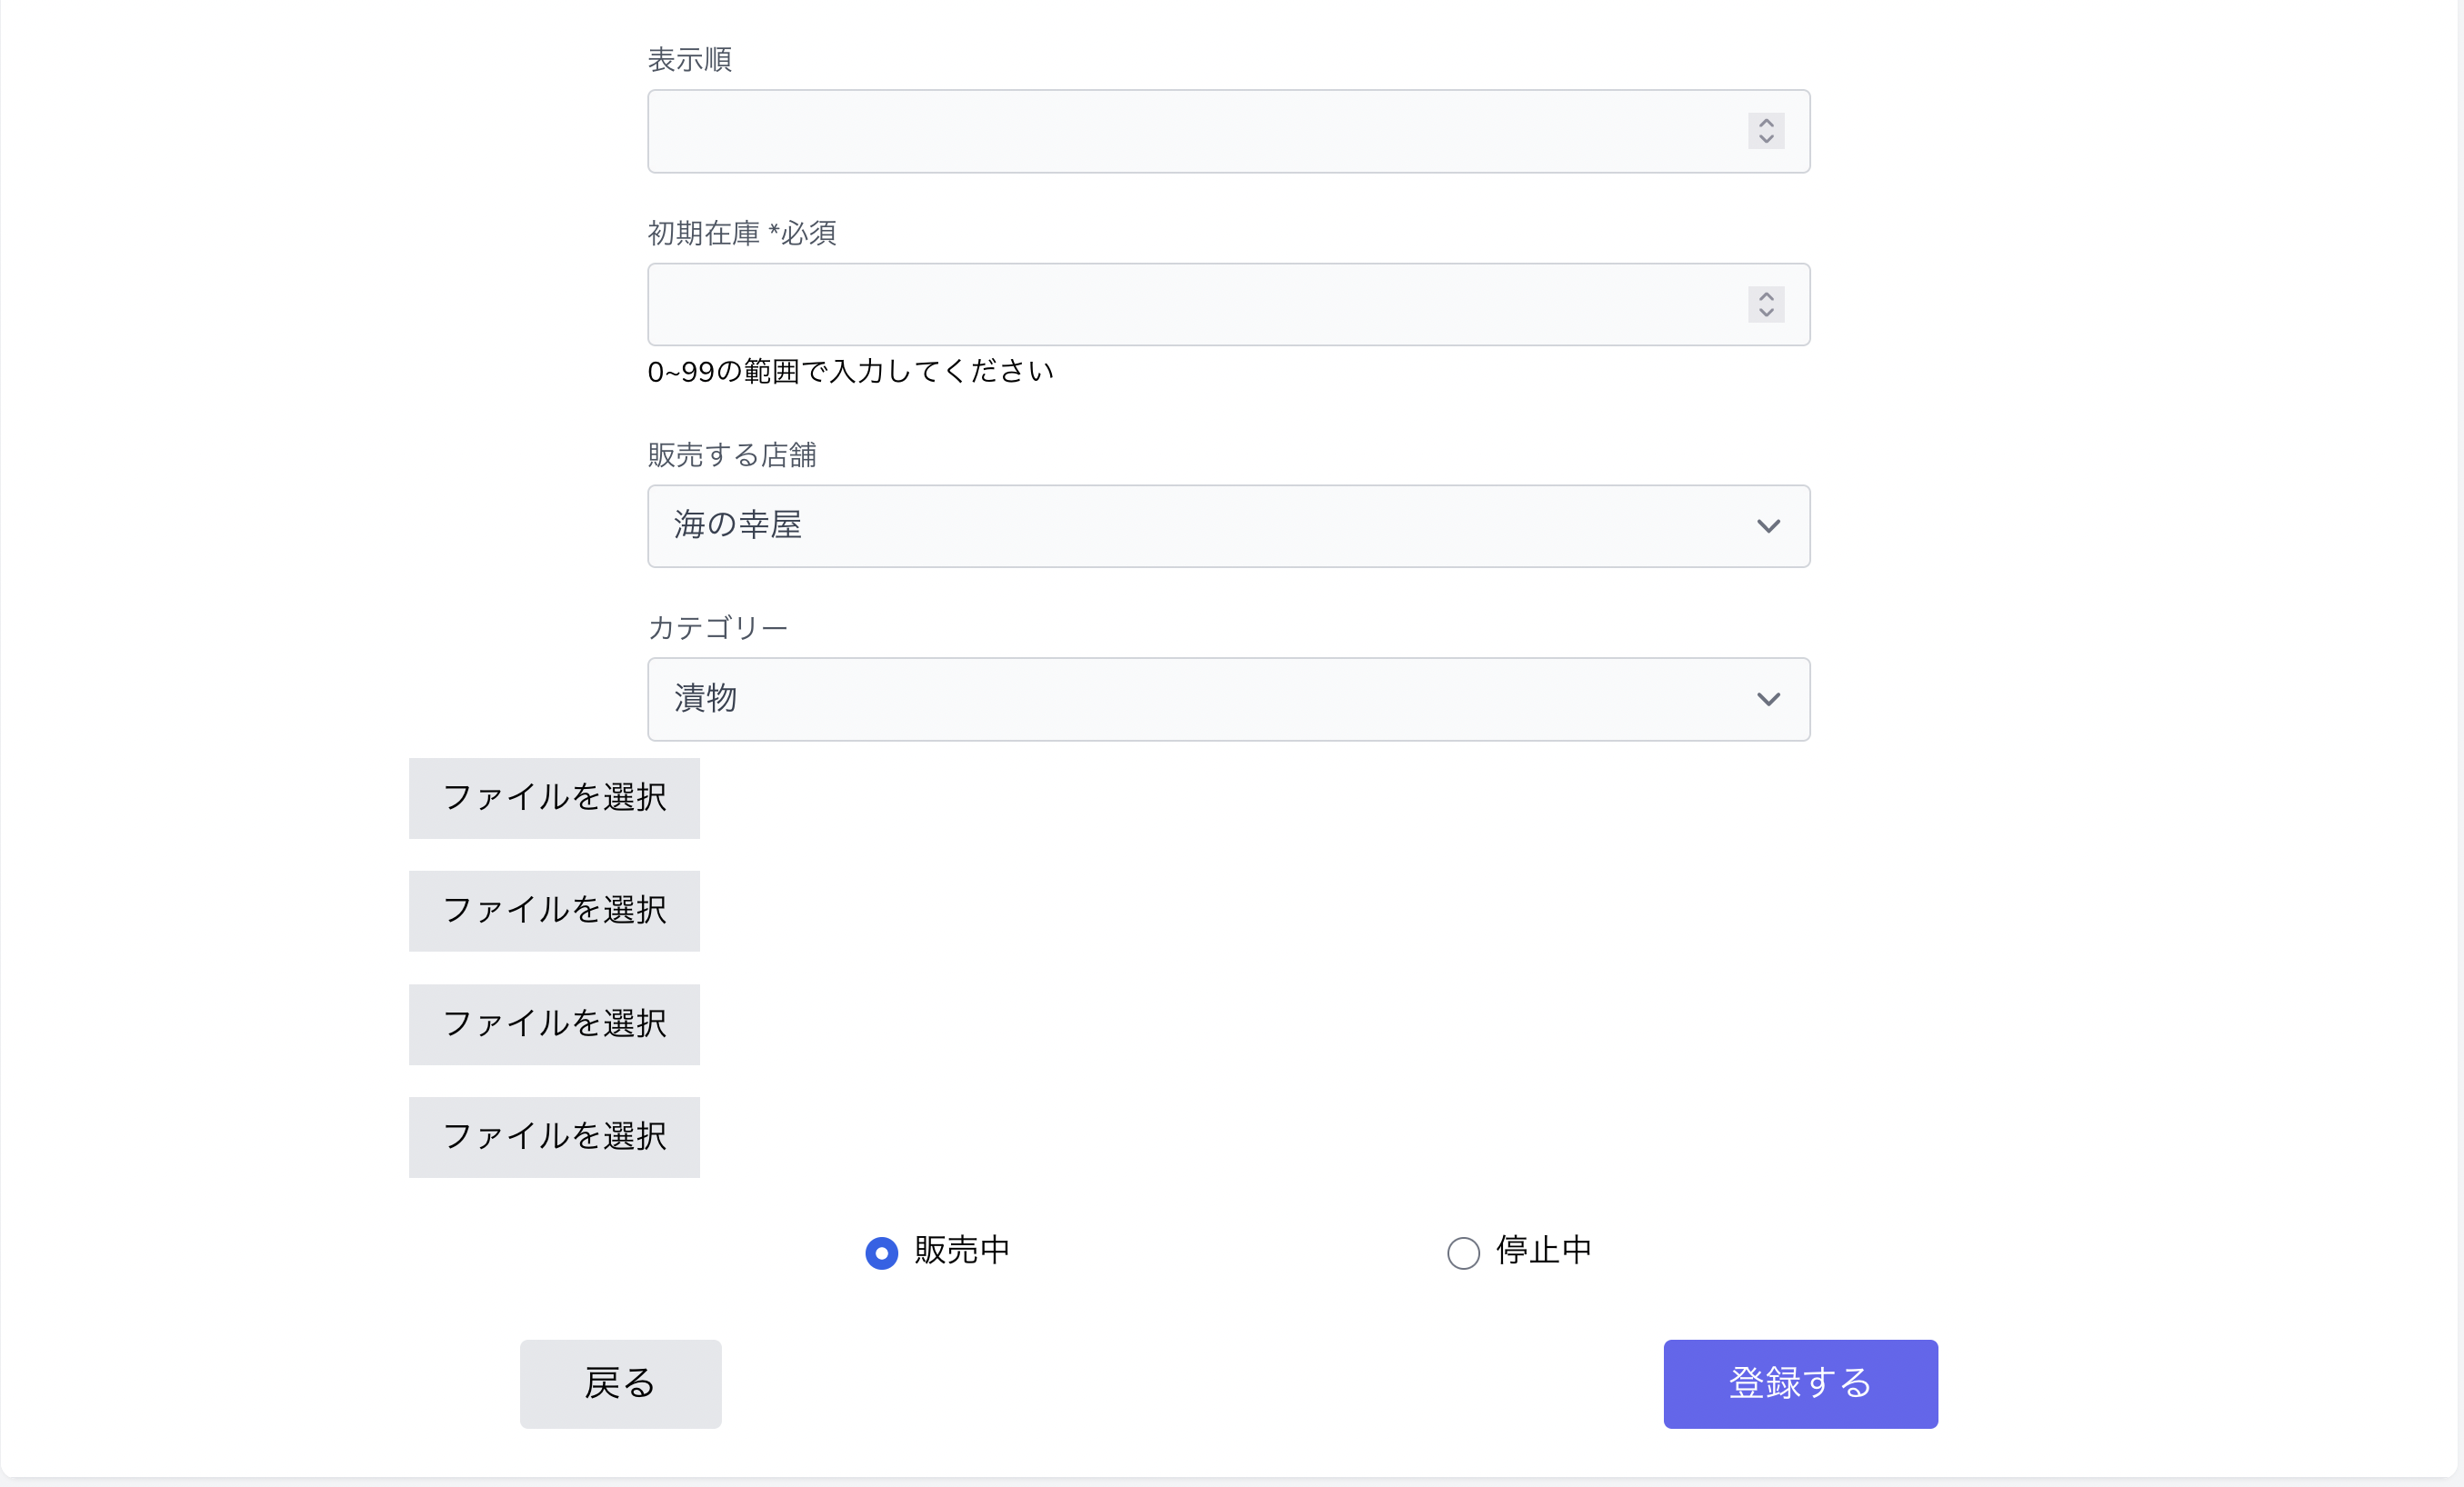 表示順
初期在庫 *必須
0~99の範囲で入力してください
販売する店舗
海の幸屋
カテゴリー
漬物
ファイルを選択
ファイルを選択
ファイルを選択
ファイルを選択
販売中 停止中
戻る 登録する